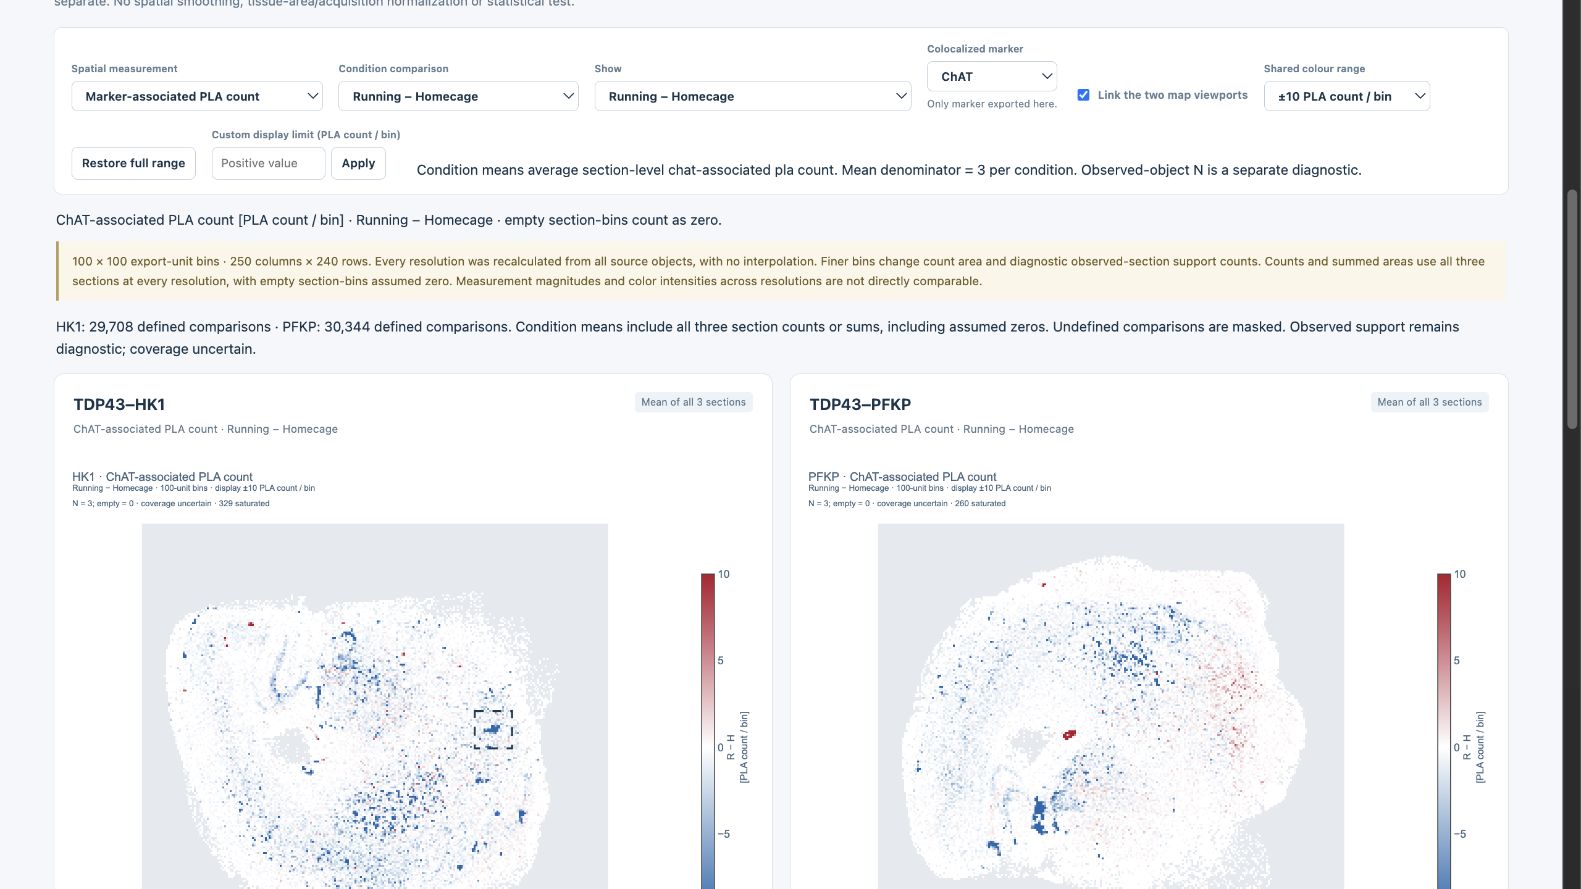 separate. No spatial smoothing, tissue-area/acquisition normalization or statistical test.
Spatial measurement
Marker-associated PLA count
Condition comparison
Running – Homecage
Show
Running – Homecage
Colocalized marker
ChAT
Only marker exported here.
Link the two map viewports
Shared colour range
±10 PLA count / bin
Restore full range
Custom display limit (PLA count / bin)
Positive value
Apply
Condition means average section-level chat-associated pla count. Mean denominator = 3 per condition. Observed-object N is a separate diagnostic.
ChAT-associated PLA count [PLA count / bin] · Running – Homecage · empty section-bins count as zero.
100 × 100 export-unit bins · 250 columns × 240 rows. Every resolution was recalculated from all source objects, with no interpolation. Finer bins change count area and diagnostic observed-section support counts. Counts and summed areas use all three
sections at every resolution, with empty section-bins assumed zero. Measurement magnitudes and color intensities across resolutions are not directly comparable.
HK1: 29,708 defined comparisons · PFKP: 30,344 defined comparisons. Condition means include all three section counts or sums, including assumed zeros. Undefined comparisons are masked. Observed support remains
diagnostic; coverage uncertain.
TDP43–HK1
Mean of all 3 sections
ChAT-associated PLA count · Running – Homecage
HK1 · ChAT-associated PLA count
Running – Homecage · 100-unit bins · display ±10 PLA count / bin
N = 3; empty = 0 · coverage uncertain · 329 saturated
10
5
0
−5
R – H
[PLA count / bin]
TDP43–PFKP
Mean of all 3 sections
ChAT-associated PLA count · Running – Homecage
PFKP · ChAT-associated PLA count
Running – Homecage · 100-unit bins · display ±10 PLA count / bin
N = 3; empty = 0 · coverage uncertain · 260 saturated
10
5
0
−5
R – H
[PLA count / bin]